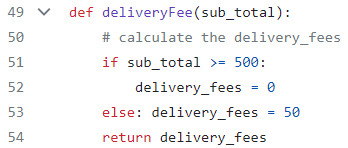 49 def deliveryFee(sub_total):
50     # calculate the delivery_fees
51     if sub_total >= 500:
52         delivery_fees = 0
53     else: delivery_fees = 50
54     return delivery_fees